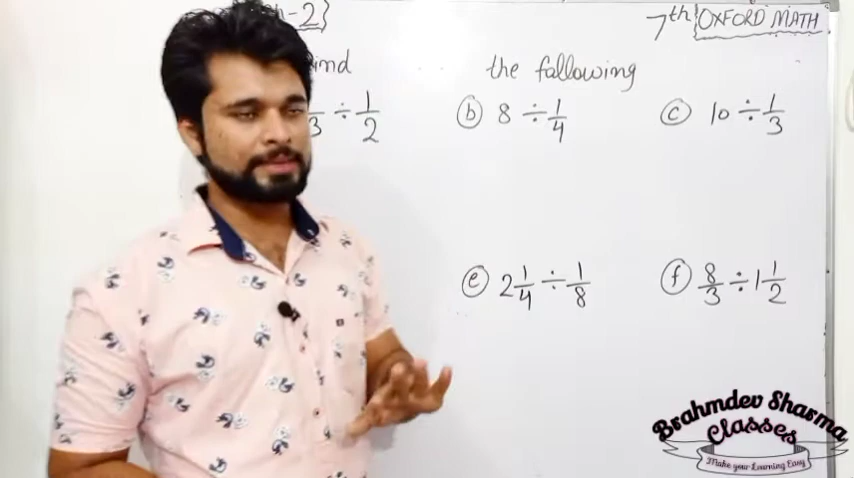 -2}
7th {OXFORD MATH
the fallowing
3 ÷ 1/2
ⓑ 8 ÷ 1/4
ⓒ 10 ÷ 1/3
ⓔ 2 1/4 ÷ 1/8
ⓕ 8/3 ÷ 1 1/2
Brahmdev Sharma
Classes
Make your Learning Easy